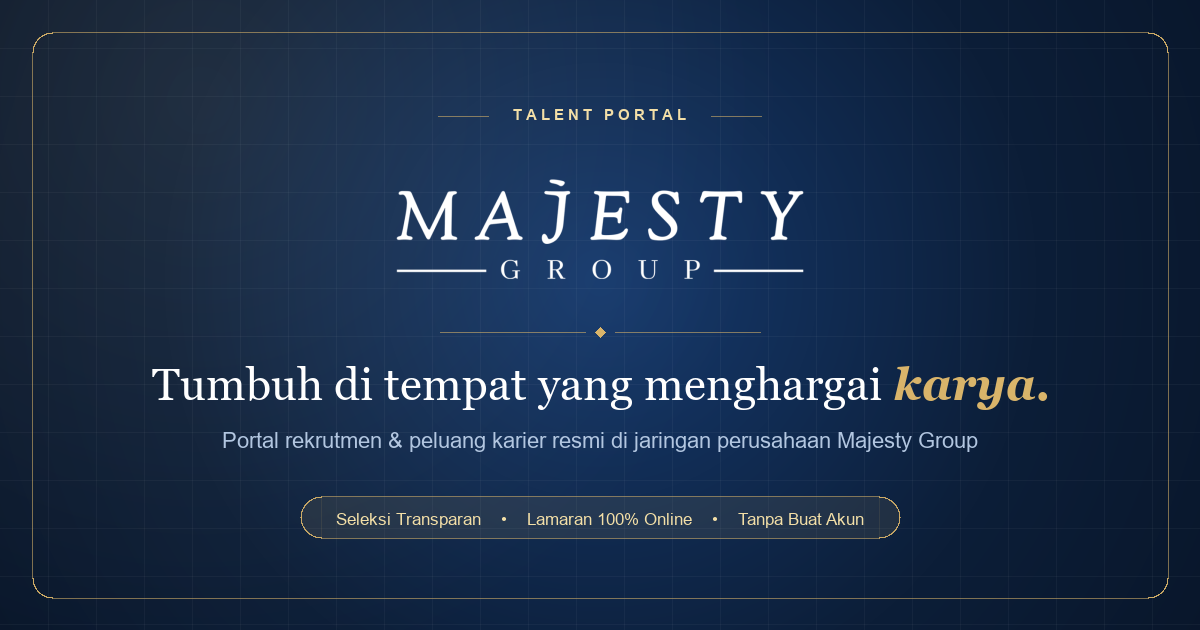 TALENT PORTAL
MAJESTY
GROUP
Tumbuh di tempat yang menghargai karya.
Portal rekrutmen & peluang karier resmi di jaringan perusahaan Majesty Group
Seleksi Transparan • Lamaran 100% Online • Tanpa Buat Akun